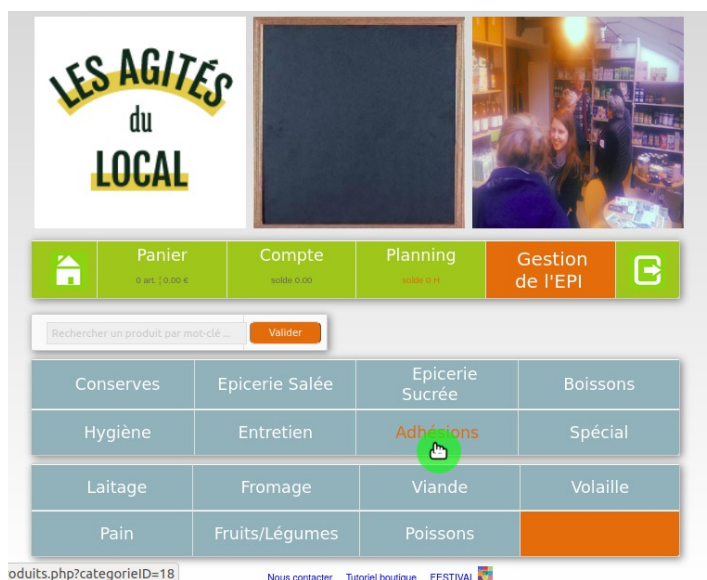 LES AGITÉS
du
LOCAL
Panier
0 art. ¦ 0.00 €
Compte
solde 0.00
Planning
solde 0 H
Gestion
de l'EPI
Rechercher un produit par mot-clé ...
Valider
Conserves
Epicerie Salée
Epicerie
Sucrée
Boissons
Hygiène
Entretien
Adhésions
Spécial
Laitage
Fromage
Viande
Volaille
Pain
Fruits/Légumes
Poissons
oduits.php?categorieID=18
Nous contacter Tutoriel boutique FESTIVAL